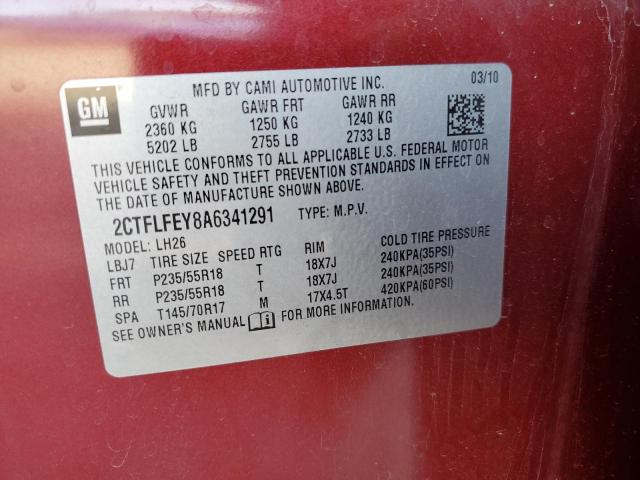 GM
MFD BY CAMI AUTOMOTIVE INC. 03/10
GVWR GAWR FRT GAWR RR
2360 KG 1250 KG 1240 KG
5202 LB 2755 LB 2733 LB
THIS VEHICLE CONFORMS TO ALL APPLICABLE U.S. FEDERAL MOTOR
VEHICLE SAFETY AND THEFT PREVENTION STANDARDS IN EFFECT ON
THE DATE OF MANUFACTURE SHOWN ABOVE.
2CTFLFEY8A6341291 TYPE: M.P.V.
MODEL: LH26
LBJ7 TIRE SIZE SPEED RTG RIM COLD TIRE PRESSURE
FRT P235/55R18 T 18X7J 240KPA(35PSI)
RR P235/55R18 T 18X7J 240KPA(35PSI)
SPA T145/70R17 M 17X4.5T 420KPA(60PSI)
SEE OWNER'S MANUAL FOR MORE INFORMATION.